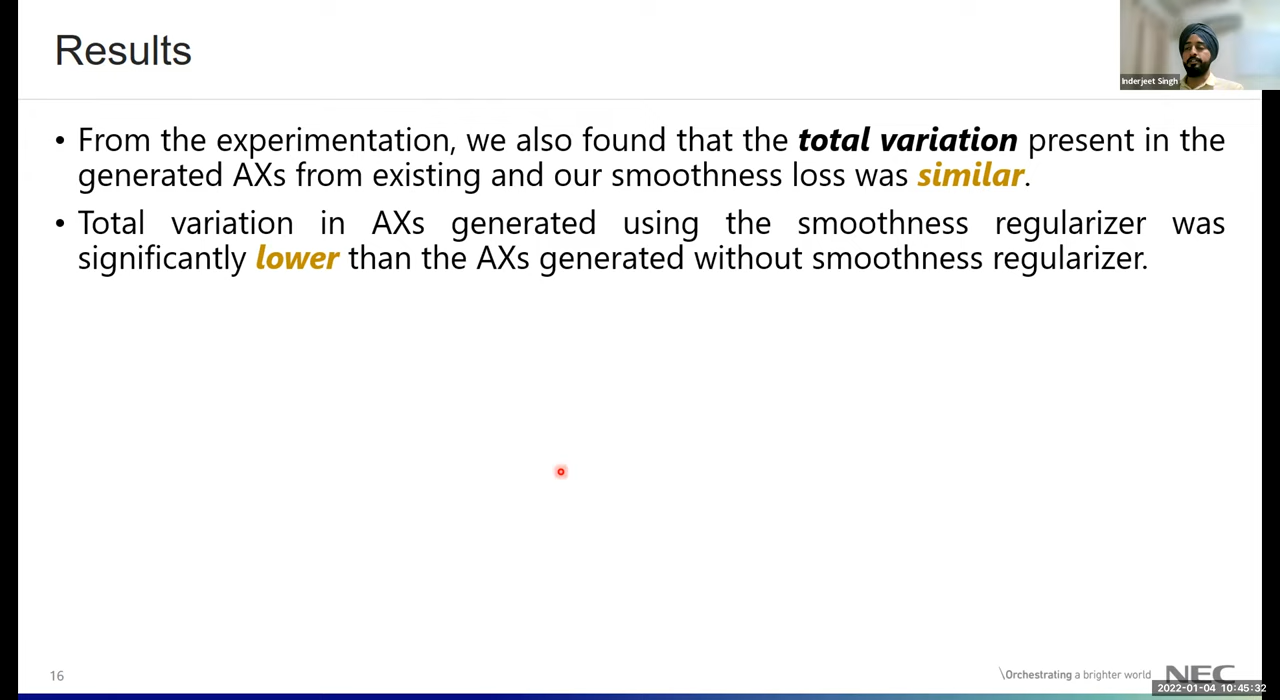 Results
Inderjeet Singh
• From the experimentation, we also found that the total variation present in the
generated AXs from existing and our smoothness loss was similar.
• Total variation in AXs generated using the smoothness regularizer was
significantly lower than the AXs generated without smoothness regularizer.
16
\Orchestrating a brighter world NEC
2022-01-04 10:45:32